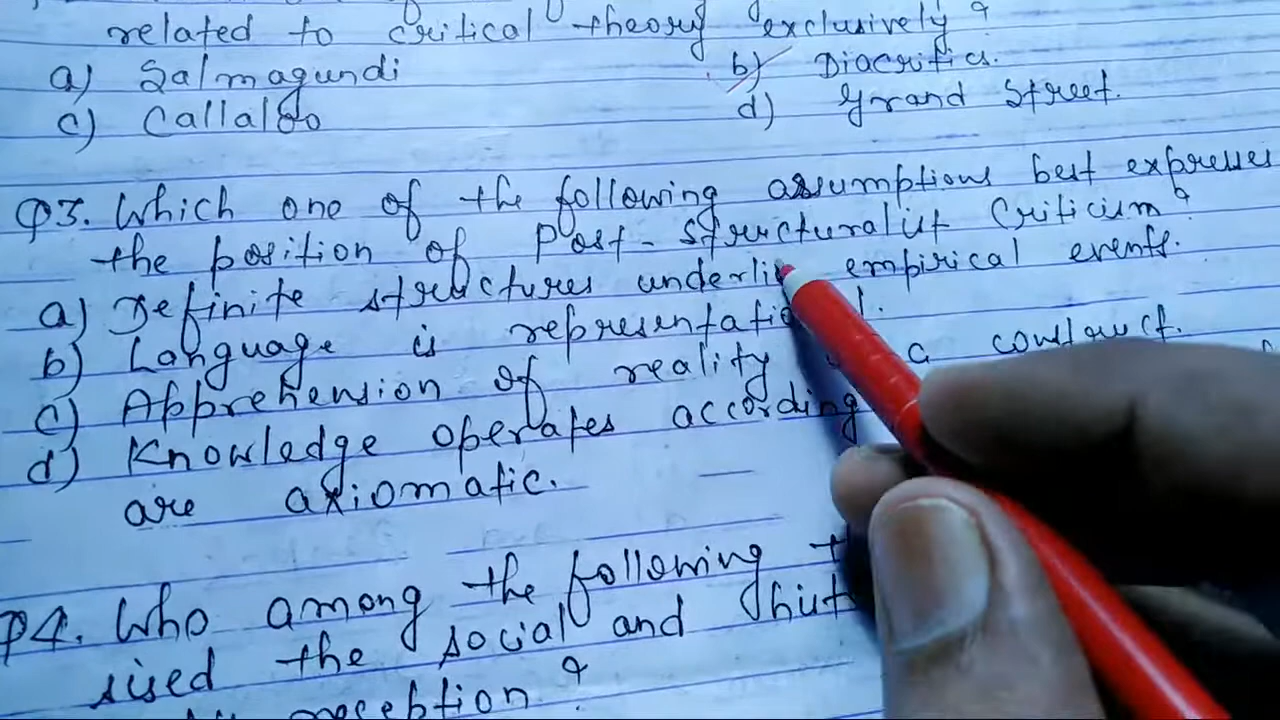 related to critical theory exclusively?
a) Salmagundi b) Diacritics.
c) Callaloo d) Grand Street.
Q3. Which one of the following assumptions best expresses
the position of Post-Structuralist Criticism?
a) Definite structures underlie empirical events.
b) Language is representational.
c) Apprehension of reality a construct.
d) Knowledge operates according
are axiomatic.
Q4. Who among the following
sised the social and
reception?